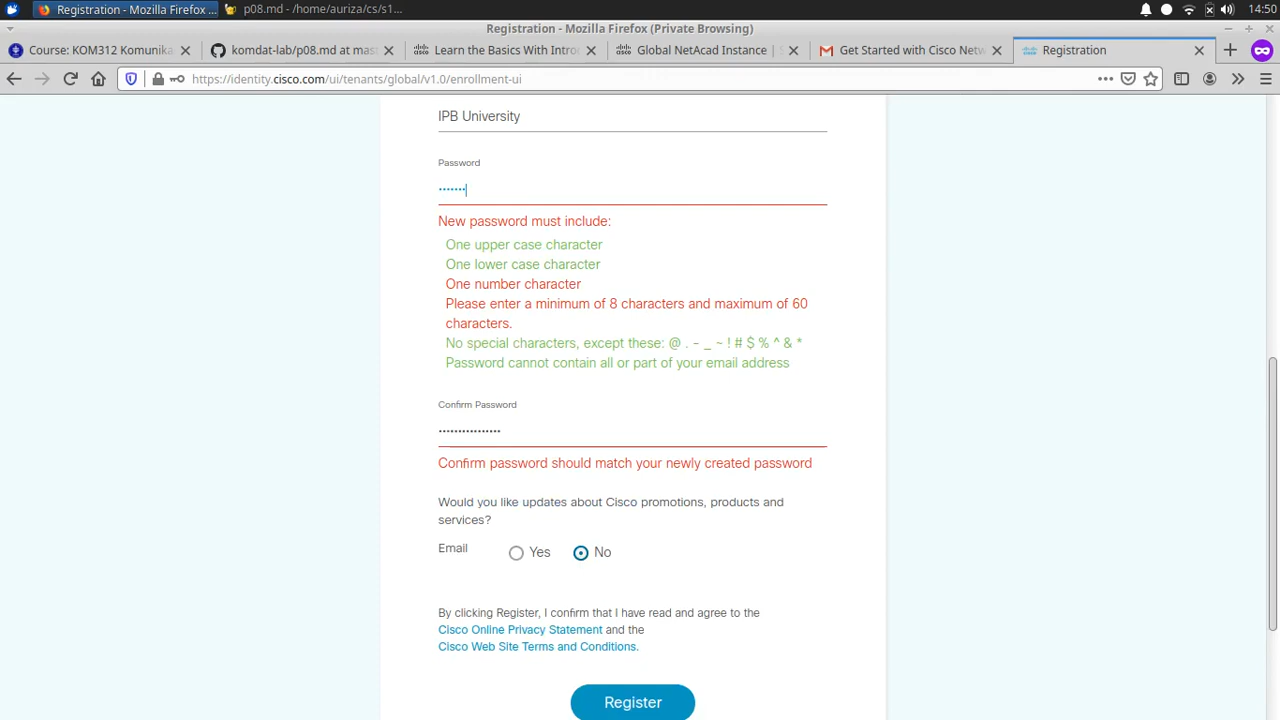 Registration - Mozilla Firefox ...
p08.md - /home/auriza/cs/s1...
14:50
Registration - Mozilla Firefox (Private Browsing)
Course: KOM312 Komunika
komdat-lab/p08.md at mas
Learn the Basics With Intro
Global NetAcad Instance | S
Get Started with Cisco Netw
Registration
https://identity.cisco.com/ui/tenants/global/v1.0/enrollment-ui
IPB University
Password
•••••••
New password must include:
One upper case character
One lower case character
One number character
Please enter a minimum of 8 characters and maximum of 60
characters.
No special characters, except these: @ . - _ ~ ! # $ % ^ & *
Password cannot contain all or part of your email address
Confirm Password
••••••••••••••••
Confirm password should match your newly created password
Would you like updates about Cisco promotions, products and
services?
Email
Yes
No
By clicking Register, I confirm that I have read and agree to the
Cisco Online Privacy Statement and the
Cisco Web Site Terms and Conditions.
Register